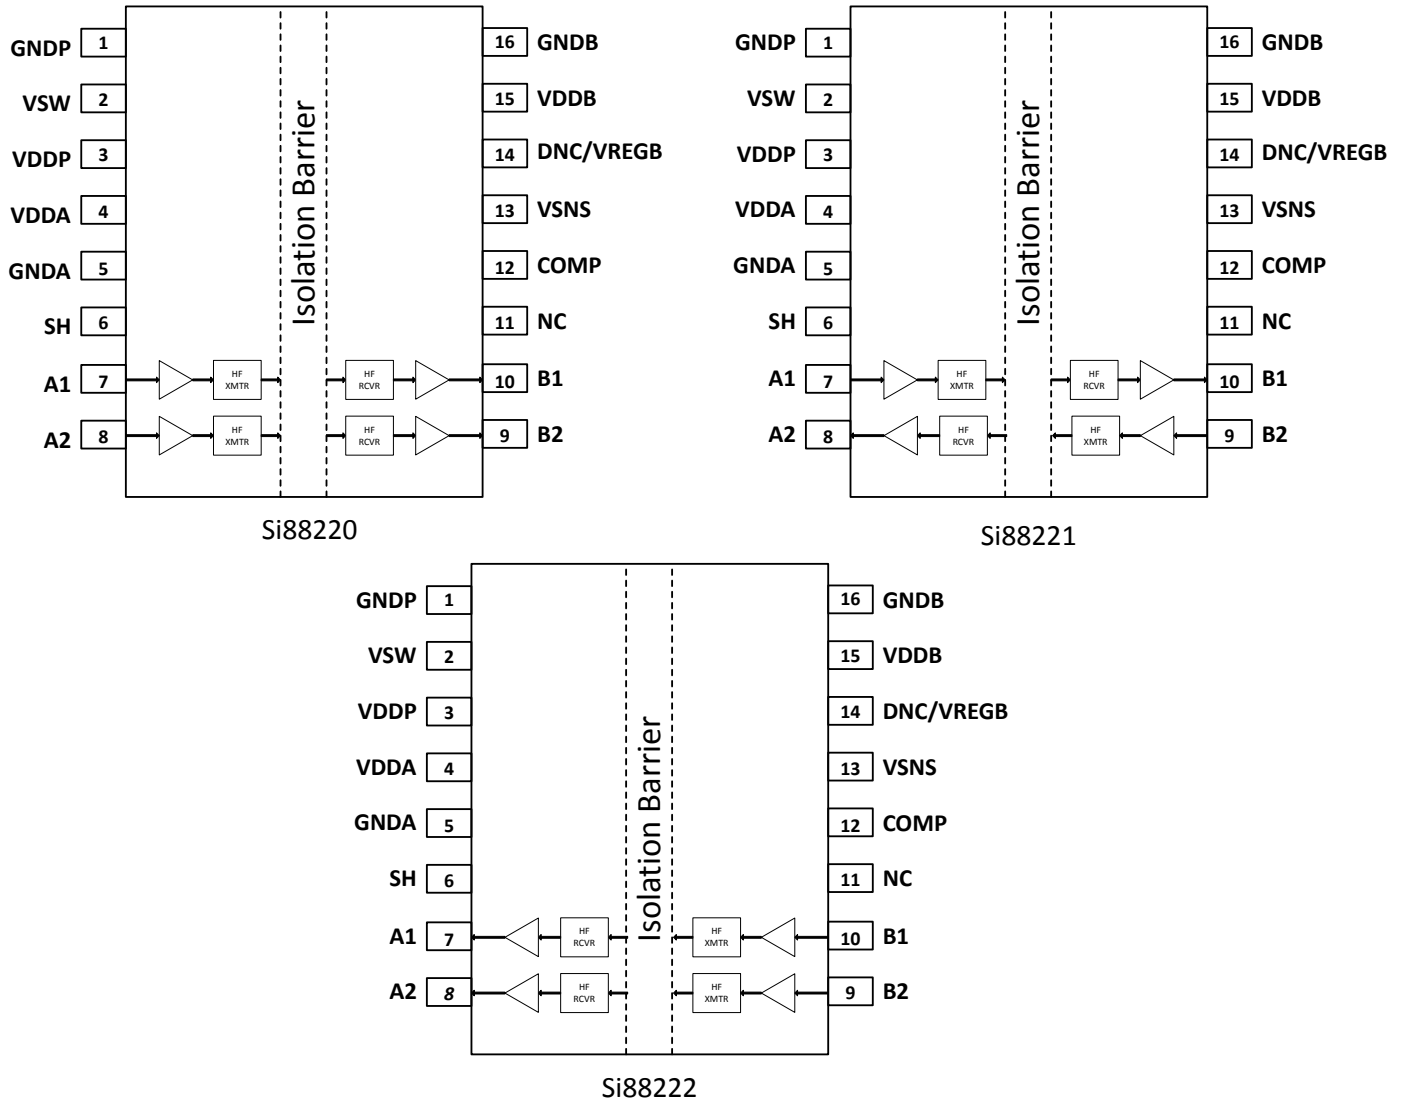 GNDP 1 16 GNDB
VSW 2 15 VDDB
VDDP 3 14 DNC/VREGB
VDDA 4 13 VSNS
GNDA 5 12 COMP
SH 6 11 NC
A1 7 HF XMTR HF RCVR 10 B1
A2 8 HF XMTR HF RCVR 9 B2
Isolation Barrier
Si88220
GNDP 1 16 GNDB
VSW 2 15 VDDB
VDDP 3 14 DNC/VREGB
VDDA 4 13 VSNS
GNDA 5 12 COMP
SH 6 11 NC
A1 7 HF XMTR HF RCVR 10 B1
A2 8 HF RCVR HF XMTR 9 B2
Isolation Barrier
Si88221
GNDP 1 16 GNDB
VSW 2 15 VDDB
VDDP 3 14 DNC/VREGB
VDDA 4 13 VSNS
GNDA 5 12 COMP
SH 6 11 NC
A1 7 HF RCVR HF XMTR 10 B1
A2 8 HF RCVR HF XMTR 9 B2
Isolation Barrier
Si88222